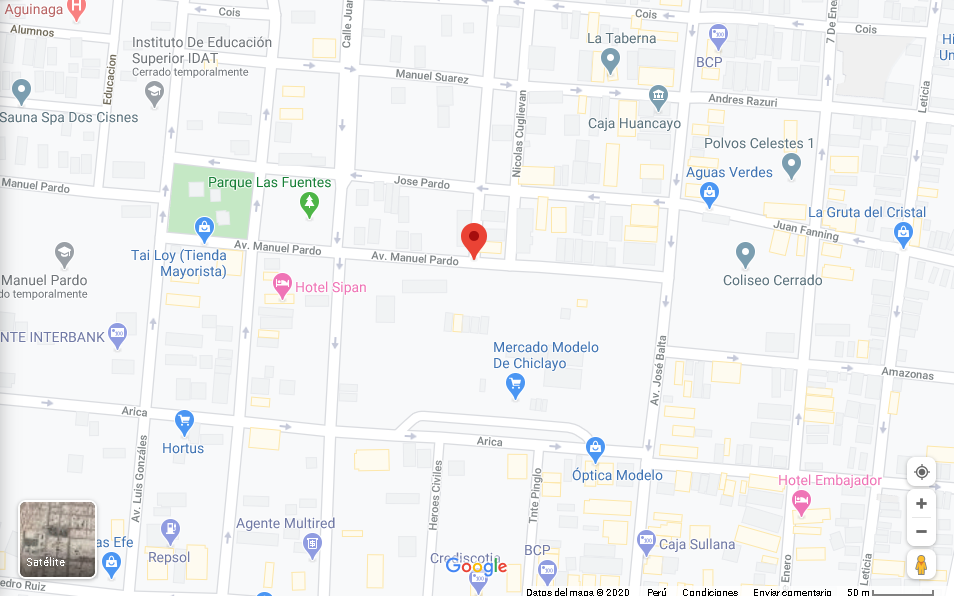 Aguinaga
H
Alumnos
Cois
Calle Juan
Cois
7 De Ene
La Taberna
BCP
Cois
Instituto De Educación
Superior IDAT
Cerrado temporalmente
Educacion
Manuel Suarez
Andres Razuri
Leticia
Sauna Spa Dos Cisnes
Nicolas Cuglievan
Caja Huancayo
Polvos Celestes 1
Aguas Verdes
Manuel Pardo
Parque Las Fuentes
Jose Pardo
La Gruta del Cristal
Juan Fanning
Tai Loy (Tienda
Mayorista)
Av. Manuel Pardo
Av. Manuel Pardo
Manuel Pardo
do temporalmente
Hotel Sipan
Coliseo Cerrado
NTE INTERBANK
Mercado Modelo
De Chiclayo
Av. José Balta
Amazonas
Arica
Hortus
Arica
Óptica Modelo
Hotel Embajador
Av. Luis Gonzáles
Heroes Civiles
Tnte Pinglo
Agente Multired
Repsol
as Efe
Satélite
Crediscotia
BCP
Caja Sullana
Enero
Leticia
edro Ruiz
Google
Datos del mapa © 2020 Perú Condiciones Enviar comentario 50 m